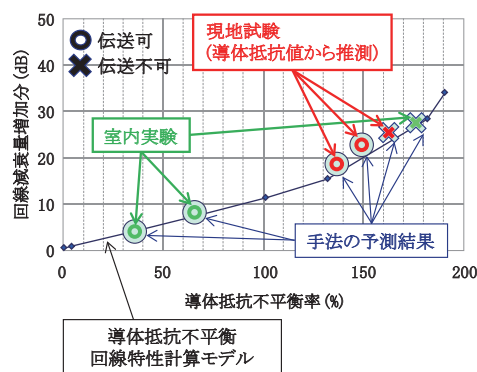 50
40
30
20
10
0
0
50
100
150
200
回線減衰量増加分(dB)
導体抵抗不平衡率(%)
伝送可
伝送不可
現地試験
(導体抵抗値から推測)
室内実験
手法の予測結果
導体抵抗不平衡
回線特性計算モデル